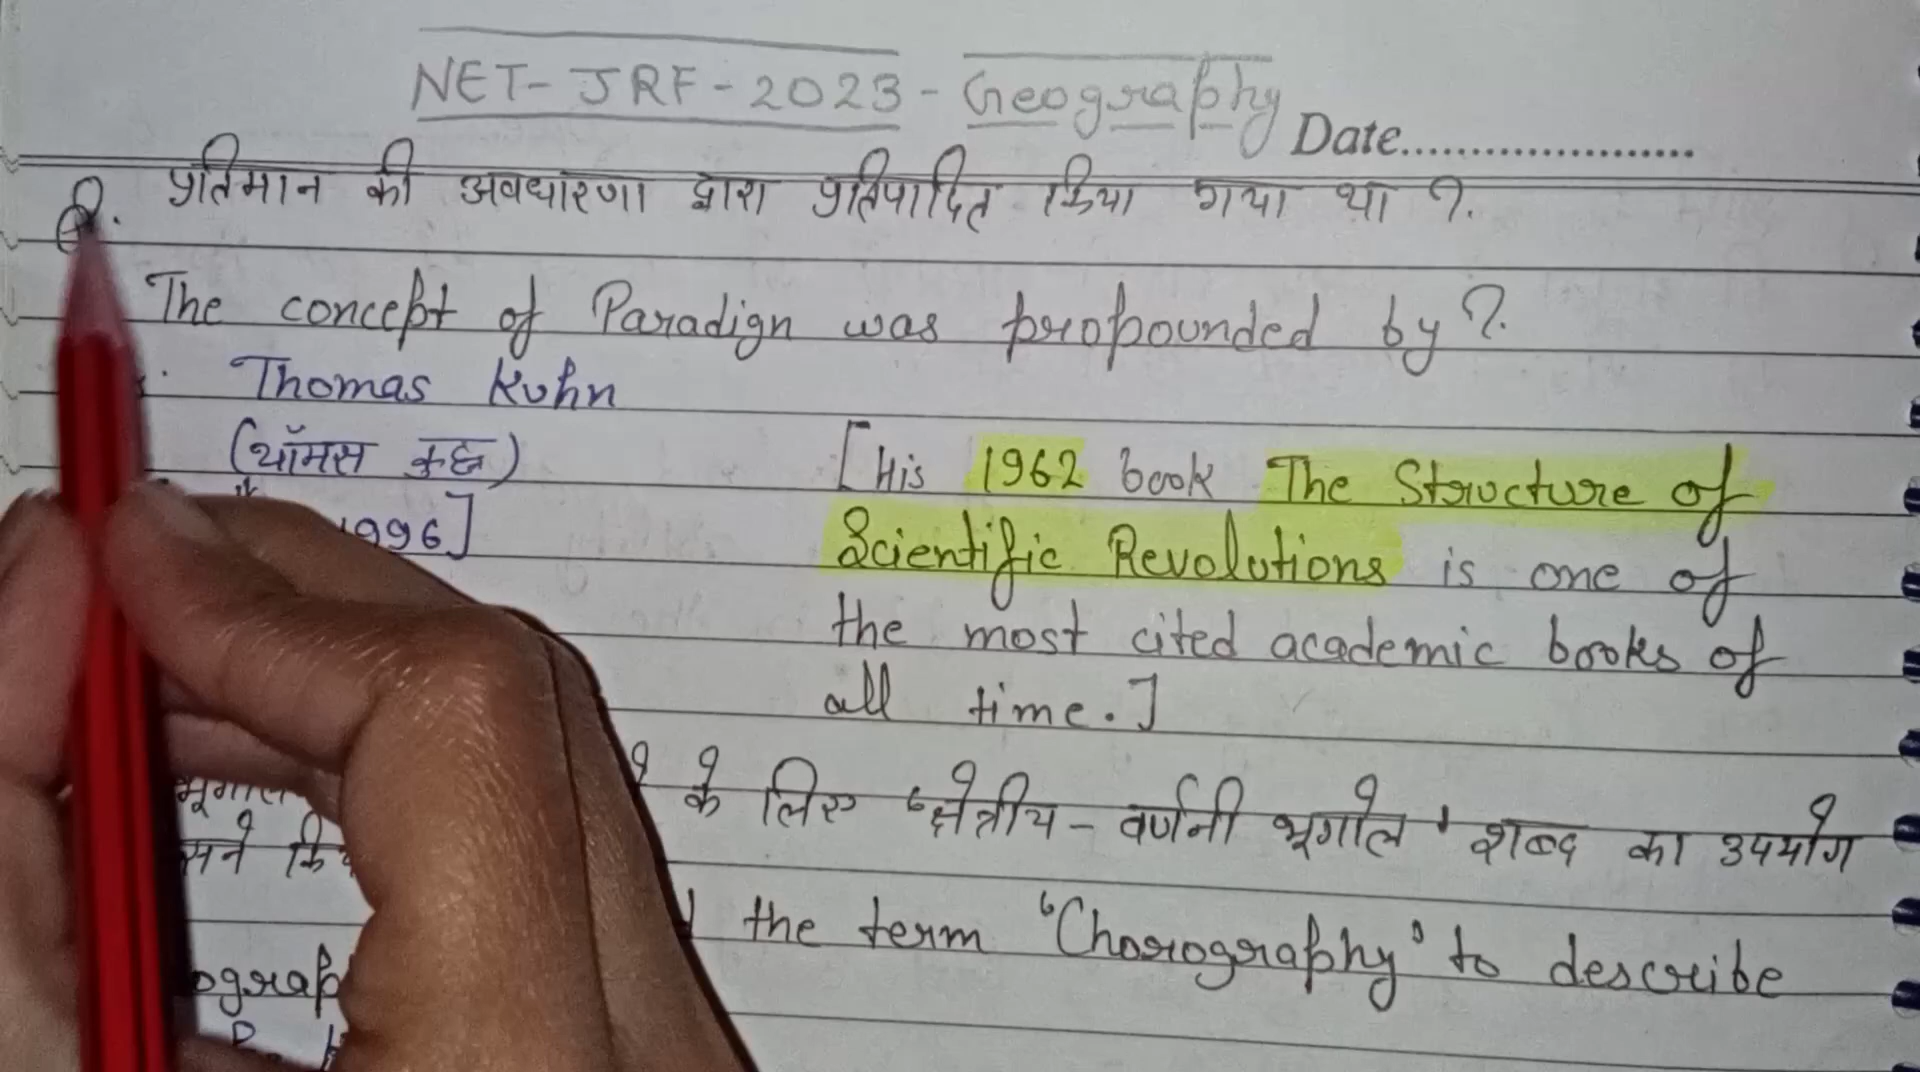 NET-JRF-2023-Geography
Date......................
Q. प्रतिमान की अवधारणा द्वारा प्रतिपादित किया गया था ?.
The concept of Paradign was propounded by ?.
Thomas Kuhn
(थॉमस कुह्न)
[His 1962 book The Structure of
1996]
Scientific Revolutions is one of
the most cited academic books of
all time.]
के लिए 'क्षेत्रीय-वर्णनी भूगोल' शब्द का उपयोग
the term 'Chorography' to describe